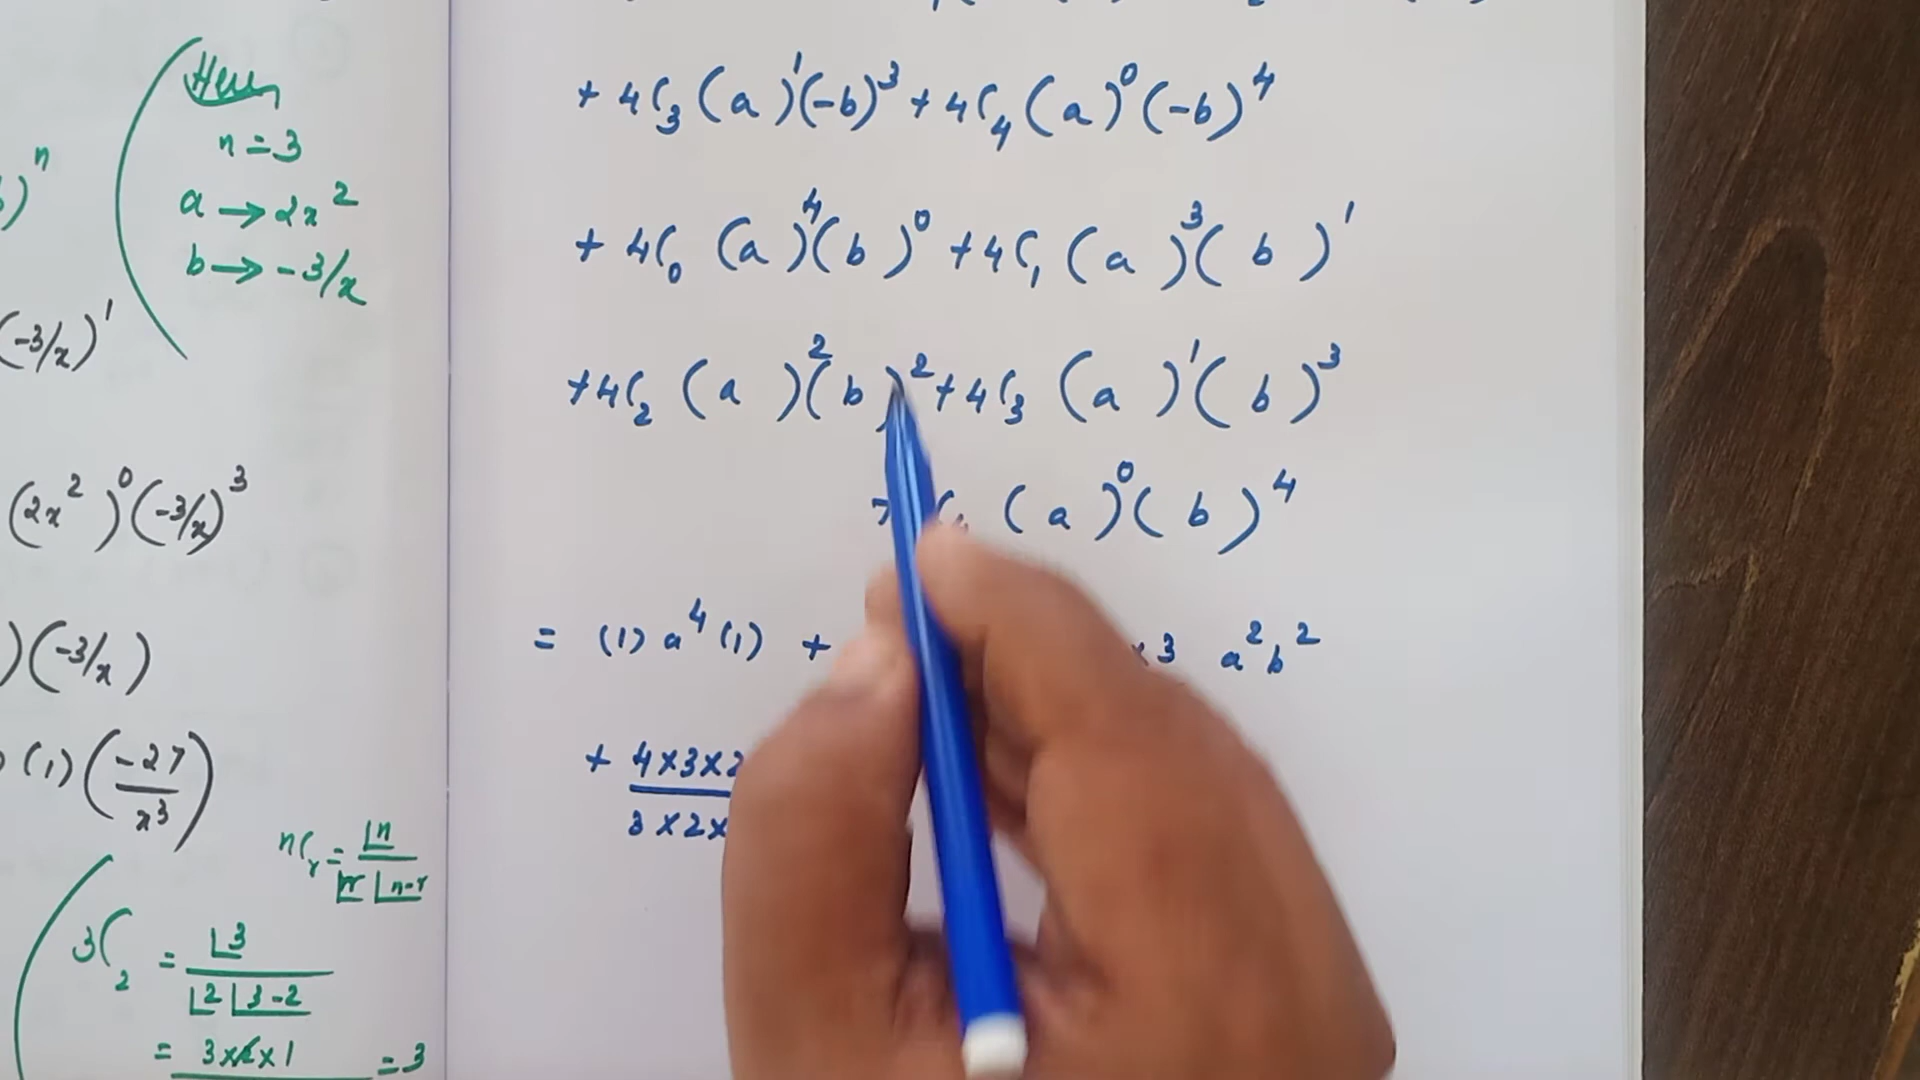 Here
n = 3
a → 2x²
b → -3/x
)ⁿ
(-3/x)¹
(2x²)⁰(-3/x)³
)(-3/x)
(1)(-27/x³)
nCᵣ = ⌊n / ⌊r ⌊n-r
3C₂ = ⌊3 / ⌊2 ⌊3-2
= 3×2×1 = 3
+ 4C₃(a)¹(-b)³ + 4C₄(a)⁰(-b)⁴
+ 4C₀ (a)⁴(b)⁰ + 4C₁(a)³(b)¹
+ 4C₂ (a)²(b)² + 4C₃ (a)¹(b)³
(a)⁰(b)⁴
= (1) a⁴ (1) + ×3 a²b²
+ 4×3×2 / 3×2×